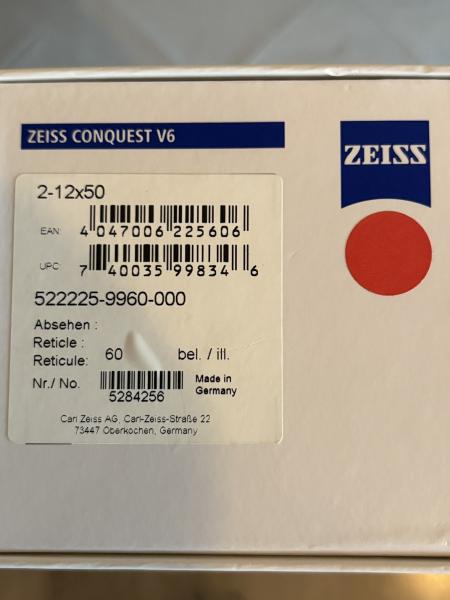 ZEISS CONQUEST V6
ZEISS
2-12x50
EAN: 4 047006 225606
UPC: 7 40035 99834 6
522225-9960-000
Absehen :
Reticle :
Reticule: 60 bel. / ill.
Nr./ No. 5284256 Made in
Germany
Carl Zeiss AG, Carl-Zeiss-Straße 22
73447 Oberkochen, Germany